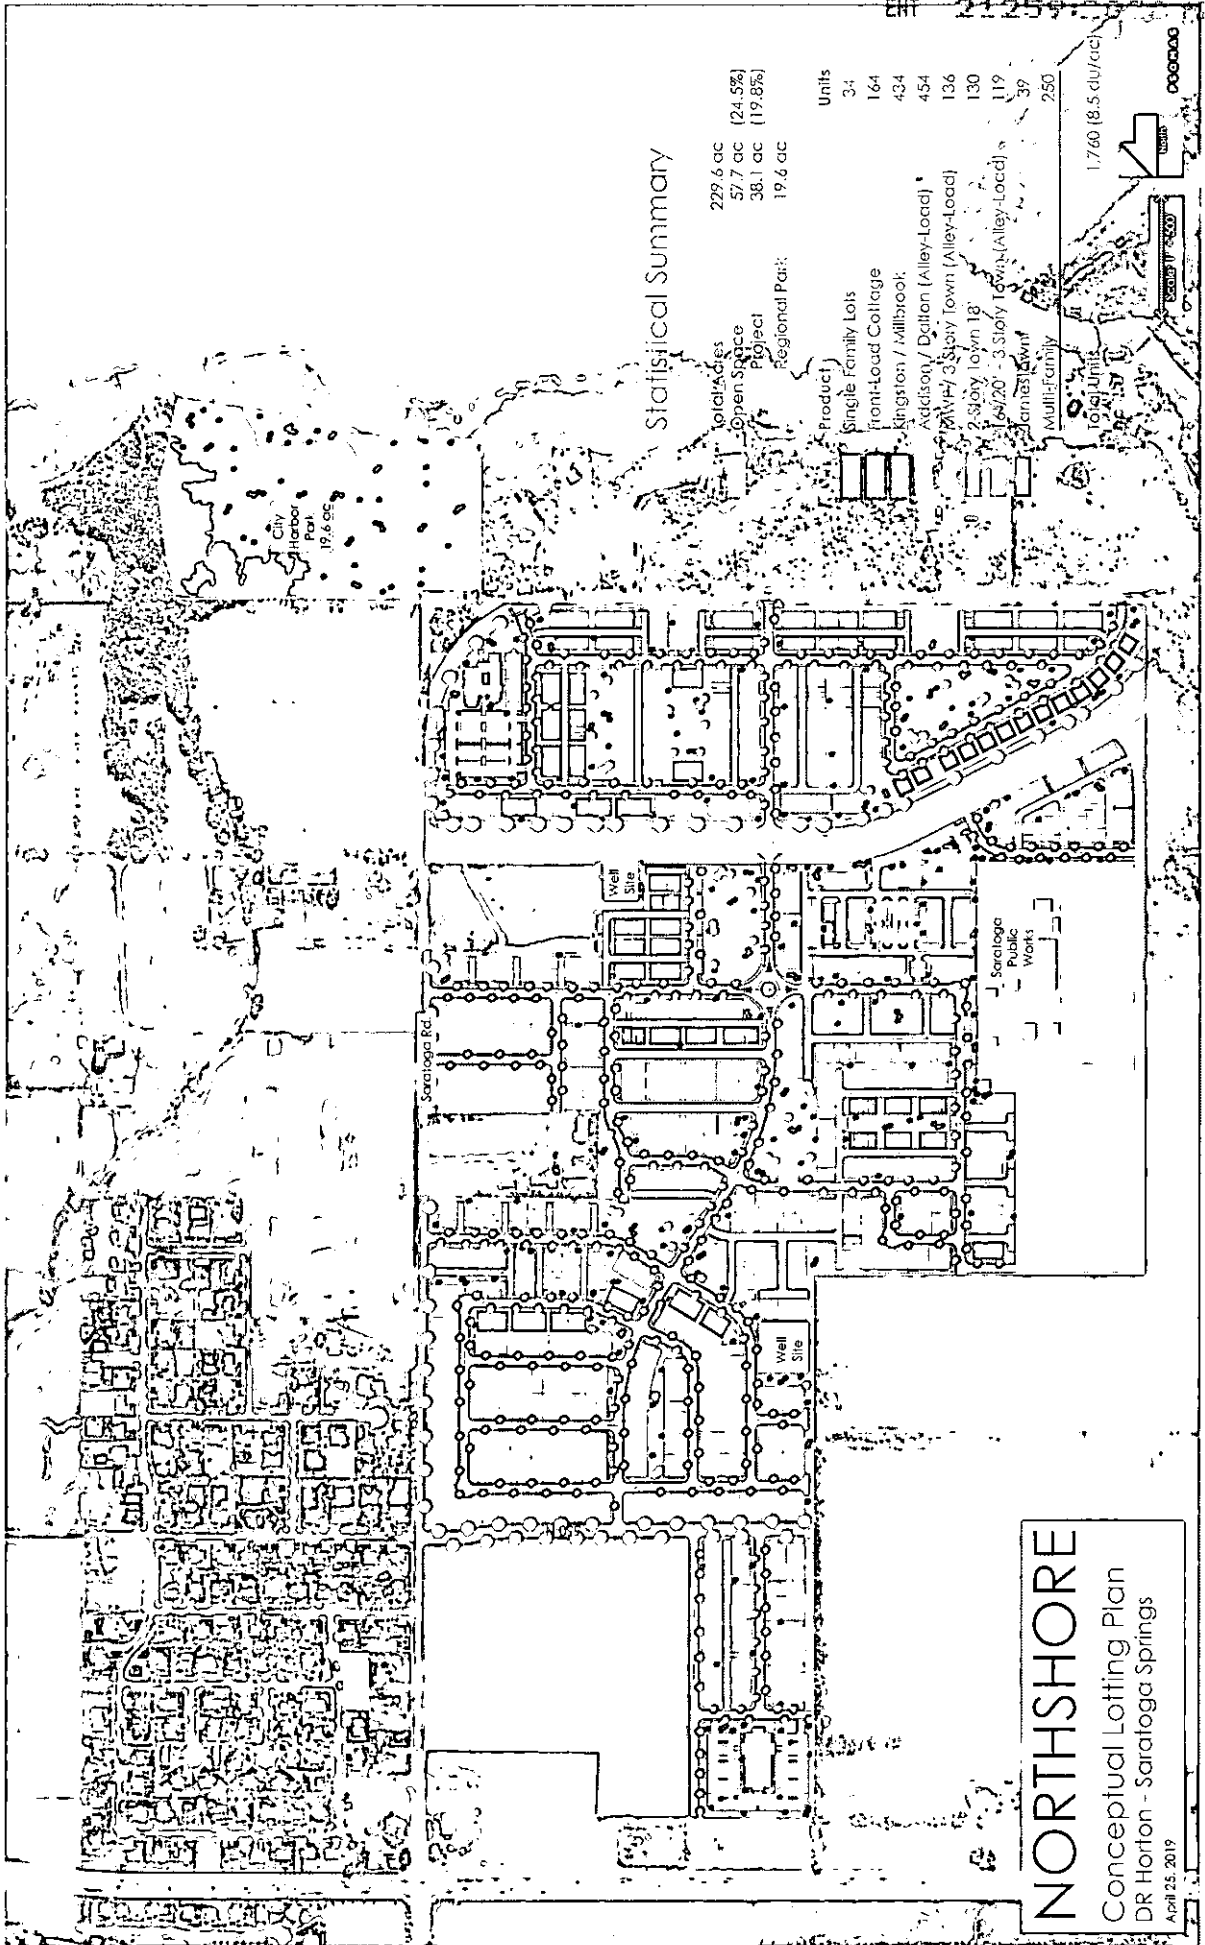 NORTHSHORE
Conceptual Lotting Plan
DR Horton - Saratoga Springs
April 25, 2019
Statistical Summary
Total Acres 229.6 ac
Open Space 57.7 ac (24.5%)
Project 38.1 ac (19.8%)
Regional Park 19.6 ac
Product Units
Single Family Lots 34
Front-Load Cottage 164
Kingston / Millbrook 434
Addison / Dalton (Alley-Load) 454
MVP / 3 Story Town (Alley-Load) 136
2-Story Town 18' 130
16/20' - 3 Story Town (Alley-Load) 119
Jamestown 39
Multi-Family 250
Total Units 1,760 (8.5 du/ac)
North
City
Harbor
Park
19.6 ac
Saratoga Rd.
Well
Site
Saratoga
Public
Works
Well
Site
ENT